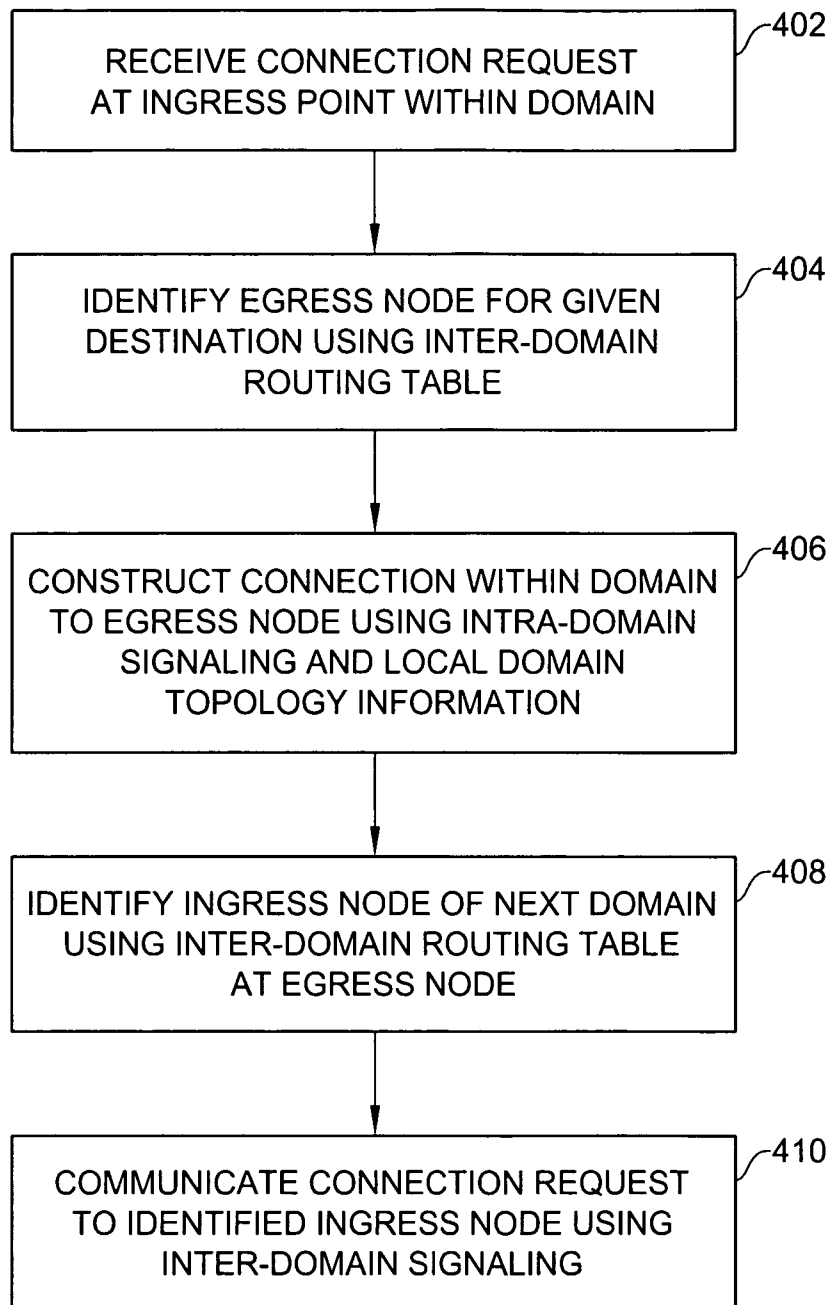 402
RECEIVE CONNECTION REQUEST
AT INGRESS POINT WITHIN DOMAIN
404
IDENTIFY EGRESS NODE FOR GIVEN
DESTINATION USING INTER-DOMAIN
ROUTING TABLE
406
CONSTRUCT CONNECTION WITHIN DOMAIN
TO EGRESS NODE USING INTRA-DOMAIN
SIGNALING AND LOCAL DOMAIN
TOPOLOGY INFORMATION
408
IDENTIFY INGRESS NODE OF NEXT DOMAIN
USING INTER-DOMAIN ROUTING TABLE
AT EGRESS NODE
410
COMMUNICATE CONNECTION REQUEST
TO IDENTIFIED INGRESS NODE USING
INTER-DOMAIN SIGNALING